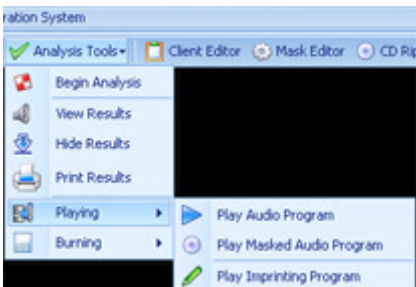 ration System
Analysis Tools Client Editor Mask Editor CD Rip
Begin Analysis
View Results
Hide Results
Print Results
Playing
Play Audio Program
Burning
Play Masked Audio Program
Play Imprinting Program